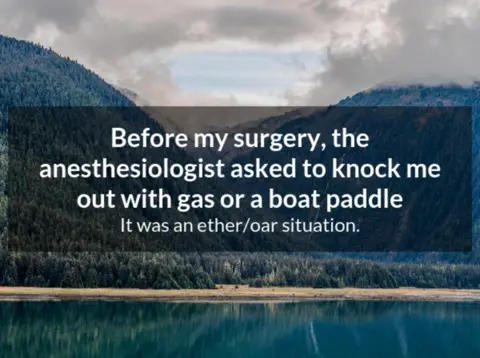 Before my surgery, the
anesthesiologist asked to knock me
out with gas or a boat paddle
It was an ether/oar situation.